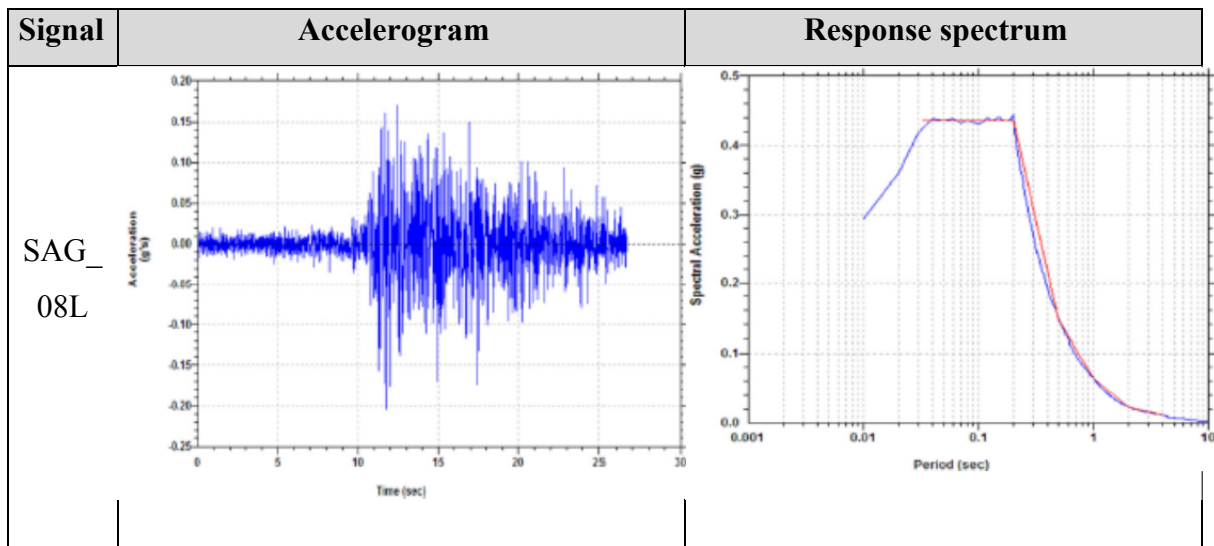 Signal Accelerogram Response spectrum
SAG_
08L
0.20
0.15
0.10
0.05
0.00
-0.05
-0.10
-0.15
-0.20
-0.25
Acceleration
(g's)
0 5 10 15 20 25 30
Time (sec)
0.5
0.4
0.3
0.2
0.1
0.0
Spectral Acceleration (g)
0.001 0.01 0.1 1 10
Period (sec)